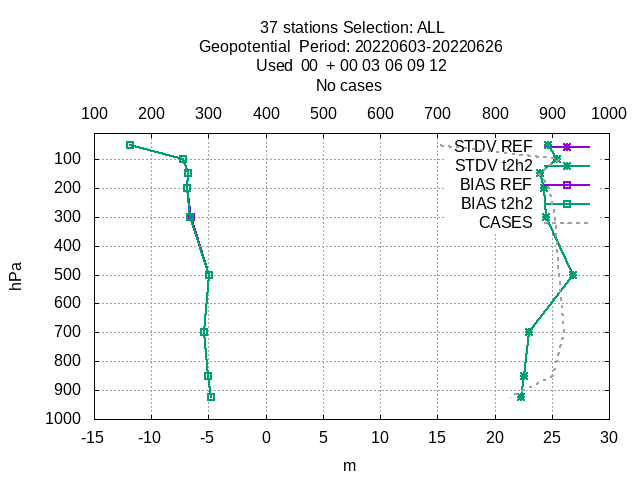 37 stations Selection: ALL
Geopotential  Period: 20220603-20220626
Used  00  + 00 03 06 09 12
No cases
100 200 300 400 500 600 700 800 900 1000
STDV REF
STDV t2h2
BIAS REF
BIAS t2h2
CASES
hPa
100
200
300
400
500
600
700
800
900
1000
-15 -10 -5 0 5 10 15 20 25 30
m